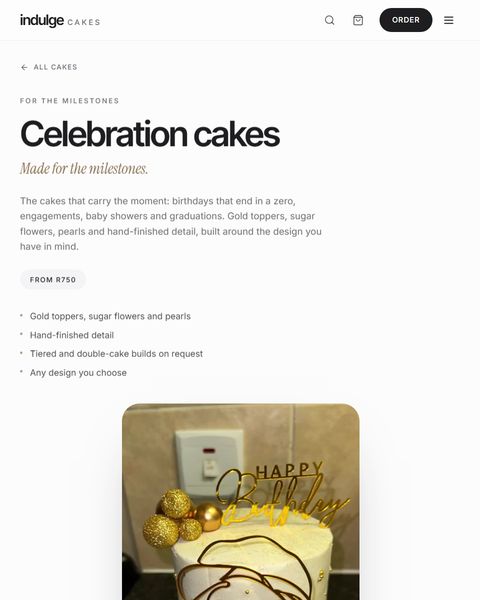 indulge CAKES
ORDER
ALL CAKES
FOR THE MILESTONES
Celebration cakes
Made for the milestones.
The cakes that carry the moment: birthdays that end in a zero,
engagements, baby showers and graduations. Gold toppers, sugar
flowers, pearls and hand-finished detail, built around the design you
have in mind.
FROM R750
Gold toppers, sugar flowers and pearls
Hand-finished detail
Tiered and double-cake builds on request
Any design you choose
HAPPY
Birthday